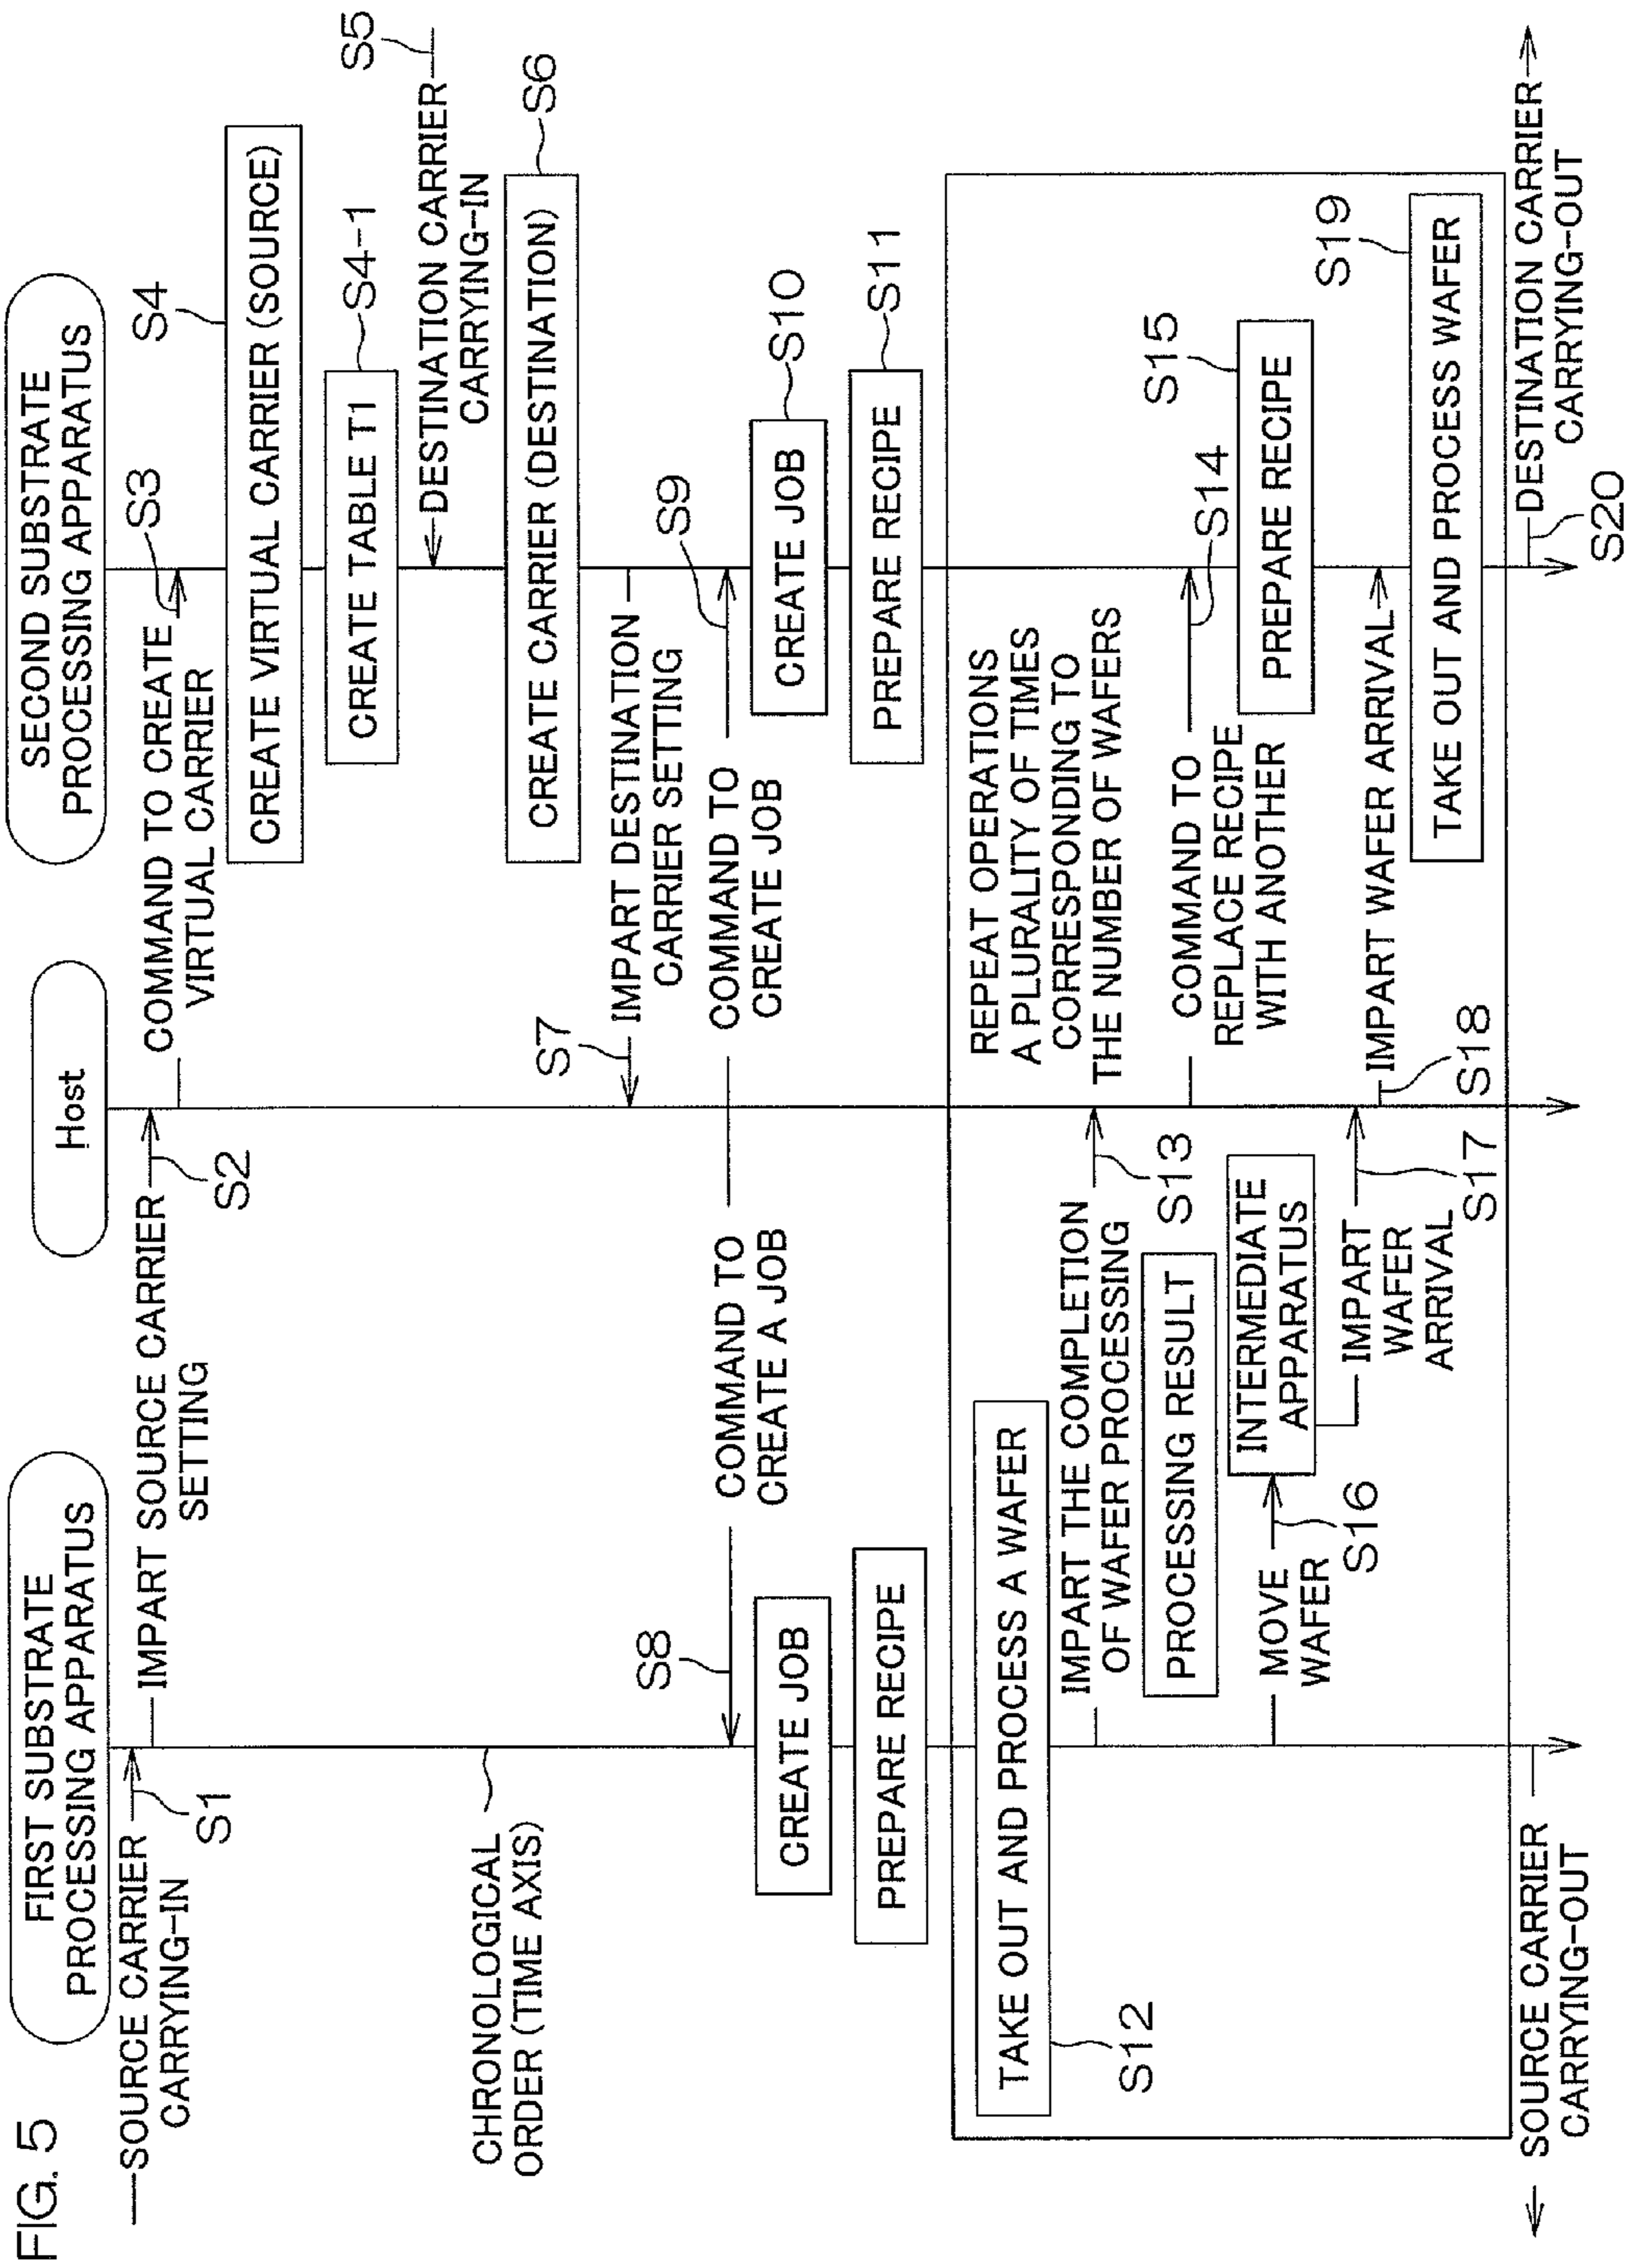 FIG. 5
FIRST SUBSTRATE
PROCESSING APPARATUS
Host
SECOND SUBSTRATE
PROCESSING APPARATUS
SOURCE CARRIER
CARRYING-IN
S1
IMPART SOURCE CARRIER
SETTING
S2
COMMAND TO CREATE
VIRTUAL CARRIER
S3
S4
CREATE VIRTUAL CARRIER (SOURCE)
CREATE TABLE T1
S4-1
S5
DESTINATION CARRIER
CARRYING-IN
CHRONOLOGICAL
ORDER (TIME AXIS)
CREATE CARRIER (DESTINATION)
S6
S7
IMPART DESTINATION
CARRIER SETTING
S8
COMMAND TO
CREATE A JOB
COMMAND TO
CREATE JOB
S9
CREATE JOB
CREATE JOB
S10
PREPARE RECIPE
PREPARE RECIPE
S11
REPEAT OPERATIONS
A PLURALITY OF TIMES
CORRESPONDING TO
THE NUMBER OF WAFERS
TAKE OUT AND PROCESS A WAFER
S12
IMPART THE COMPLETION
OF WAFER PROCESSING
S13
PROCESSING RESULT
COMMAND TO
REPLACE RECIPE
WITH ANOTHER
S14
S15
PREPARE RECIPE
MOVE
WAFER
S16
INTERMEDIATE
APPARATUS
IMPART
WAFER
ARRIVAL
S17
IMPART WAFER ARRIVAL
S18
S19
TAKE OUT AND PROCESS WAFER
SOURCE CARRIER
CARRYING-OUT
DESTINATION CARRIER
CARRYING-OUT
S20